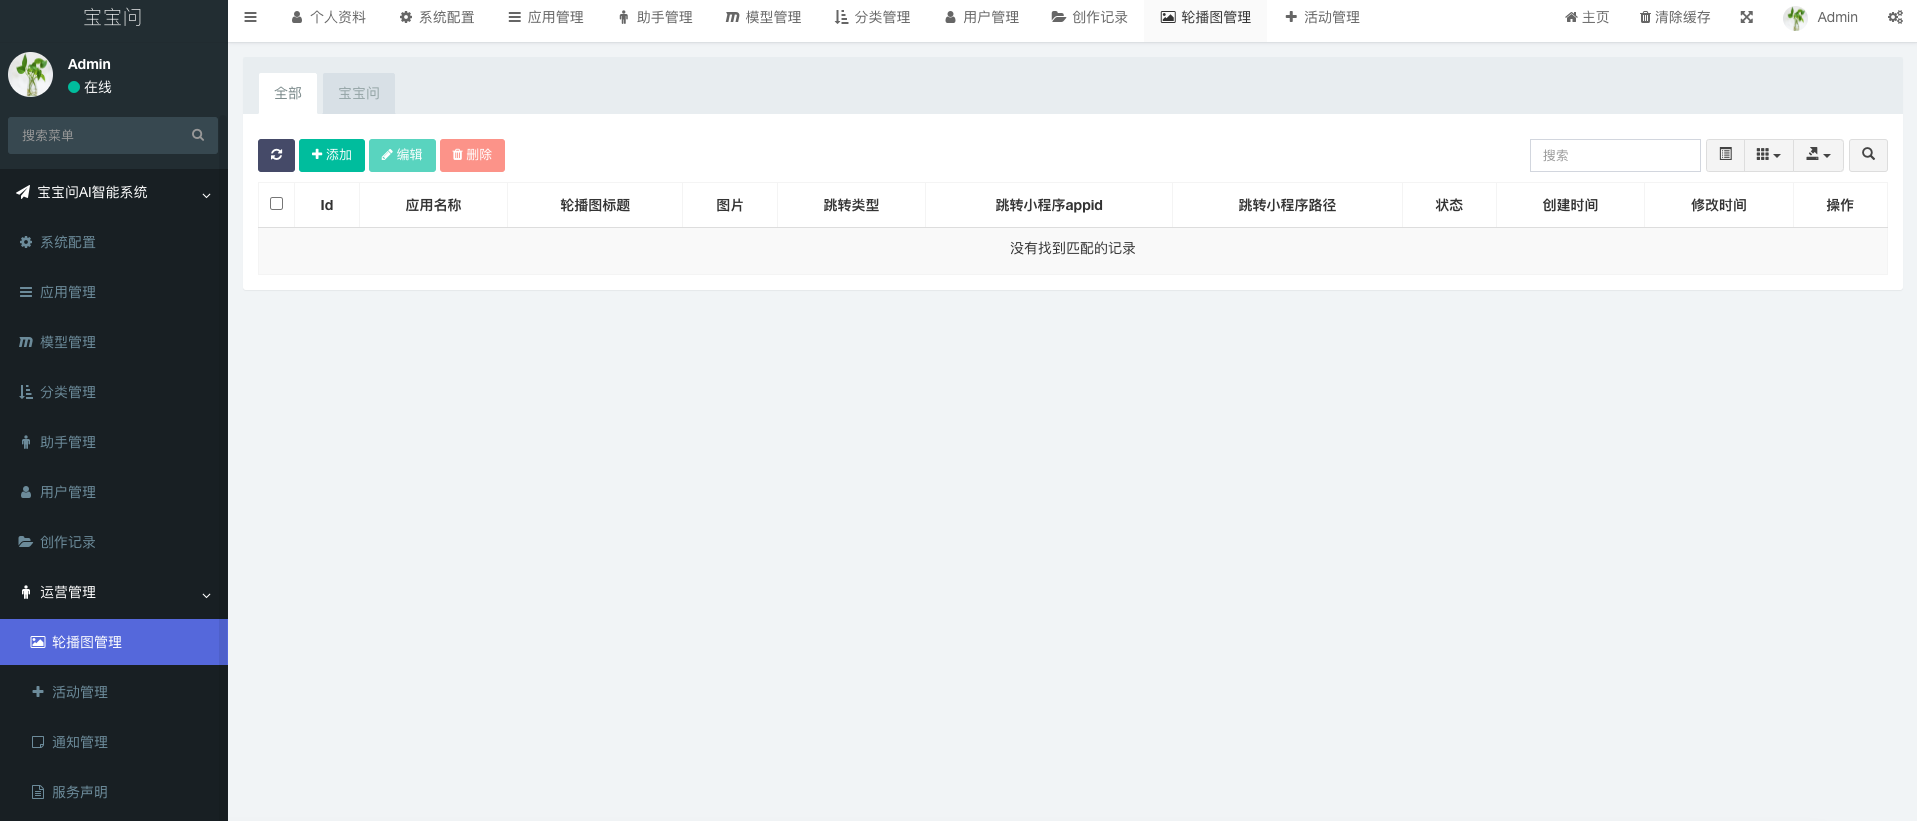 宝宝问
个人资料 系统配置 应用管理 助手管理 模型管理 分类管理 用户管理 创作记录 轮播图管理 活动管理 主页 清除缓存 Admin
Admin
在线
搜索菜单
宝宝问AI智能系统
系统配置
应用管理
模型管理
分类管理
助手管理
用户管理
创作记录
运营管理
轮播图管理
活动管理
通知管理
服务声明
全部 宝宝问
添加 编辑 删除 搜索
Id 应用名称 轮播图标题 图片 跳转类型 跳转小程序appid 跳转小程序路径 状态 创建时间 修改时间 操作
没有找到匹配的记录